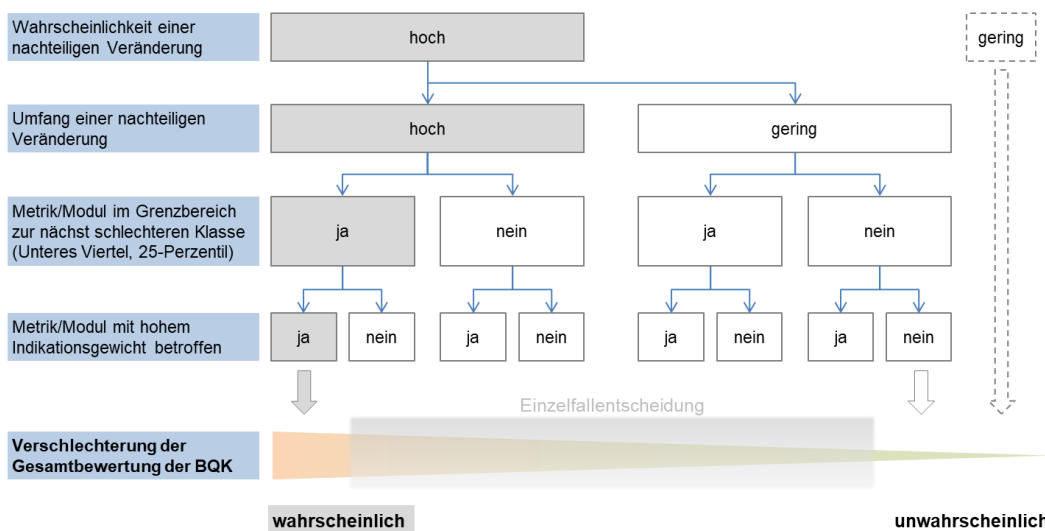 Wahrscheinlichkeit einer
nachteiligen Veränderung
hoch
gering
Umfang einer nachteiligen
Veränderung
hoch
gering
Metrik/Modul im Grenzbereich
zur nächst schlechteren Klasse
(Unteres Viertel, 25-Perzentil)
ja
nein
ja
nein
Metrik/Modul mit hohem
Indikationsgewicht betroffen
ja
nein
ja
nein
ja
nein
ja
nein
Einzelfallentscheidung
Verschlechterung der
Gesamtbewertung der BQK
wahrscheinlich
unwahrscheinlich